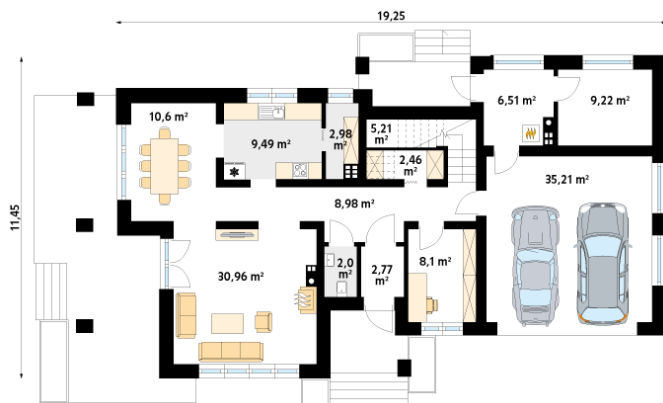 19,25
11,45
10,6 m²
9,49 m²
2,98
m²
5,21
m²
2,46
6,51 m²
9,22 m²
35,21 m²
8,98
30,96 m²
2,0
m²
2,77
m²
8,1 m²